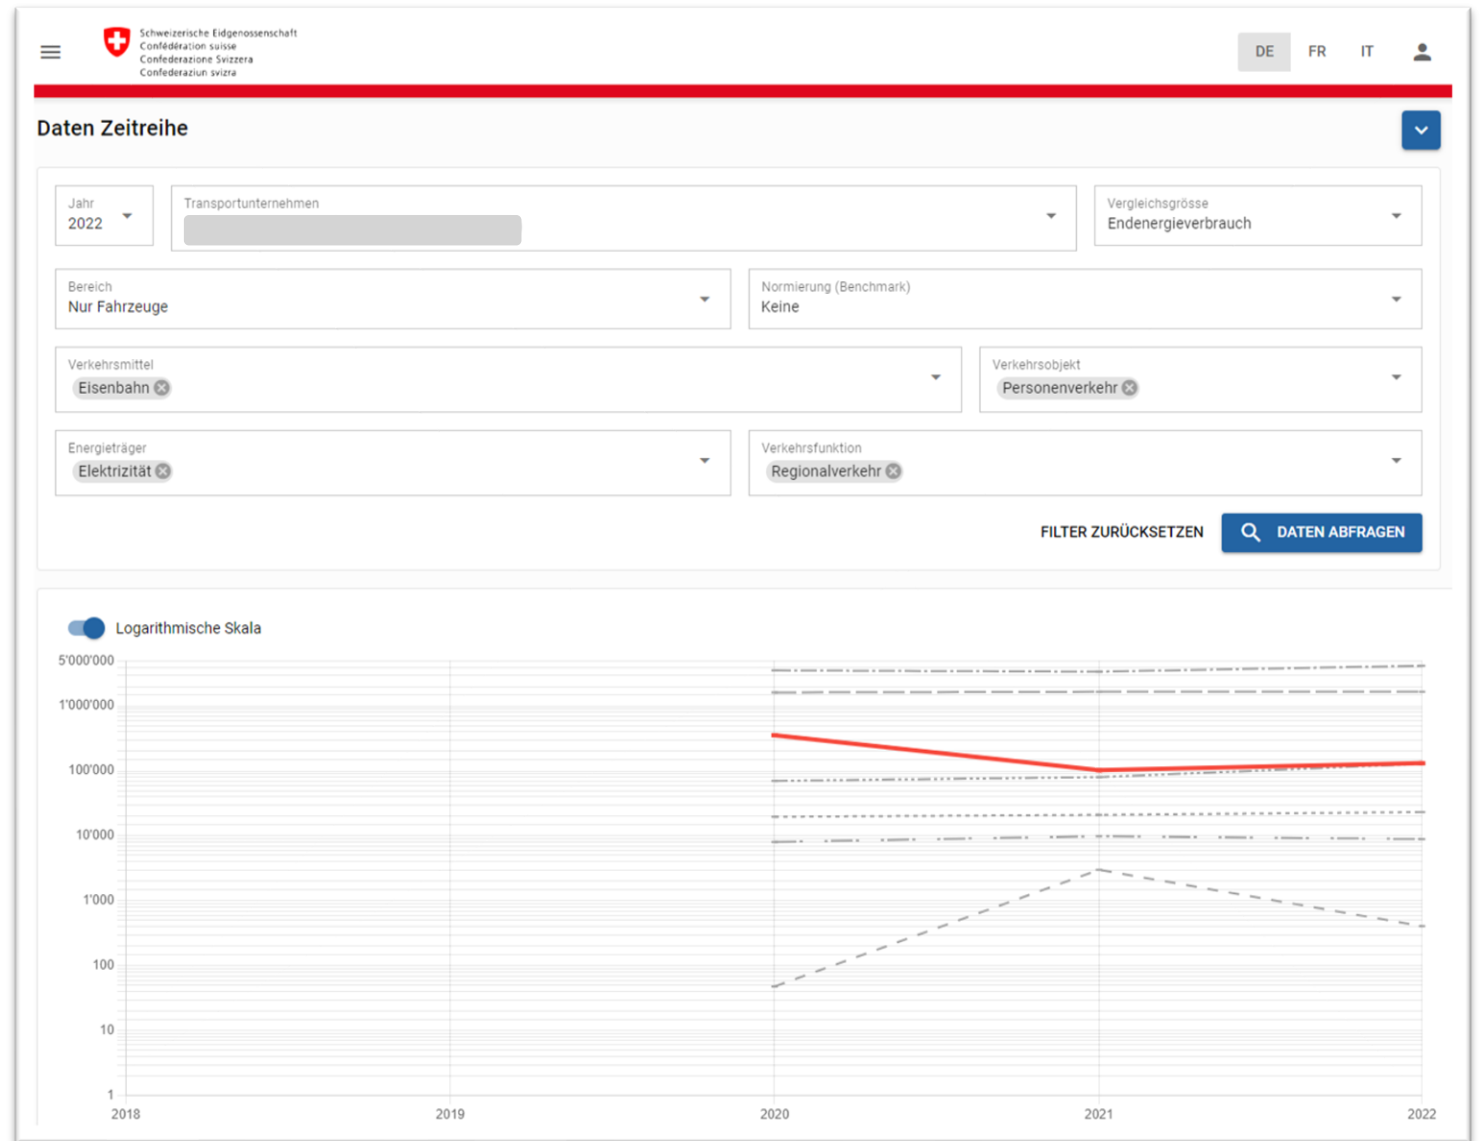 Schweizerische Eidgenossenschaft
Confédération suisse
Confederazione Svizzera
Confederaziun svizra
DE FR IT
Daten Zeitreihe
Jahr
2022
Transportunternehmen
Vergleichsgrösse
Endenergieverbrauch
Bereich
Nur Fahrzeuge
Normierung (Benchmark)
Keine
Verkehrsmittel
Eisenbahn
Verkehrsobjekt
Personenverkehr
Energieträger
Elektrizität
Verkehrsfunktion
Regionalverkehr
FILTER ZURÜCKSETZEN
DATEN ABFRAGEN
Logarithmische Skala
5'000'000
1'000'000
100'000
10'000
1'000
100
10
1
2018 2019 2020 2021 2022